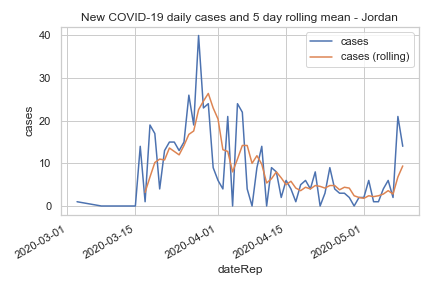 New COVID-19 daily cases and 5 day rolling mean - Jordan
cases
cases (rolling)
40
30
20
10
0
cases
2020-03-01
2020-03-15
2020-04-01
2020-04-15
2020-05-01
dateRep